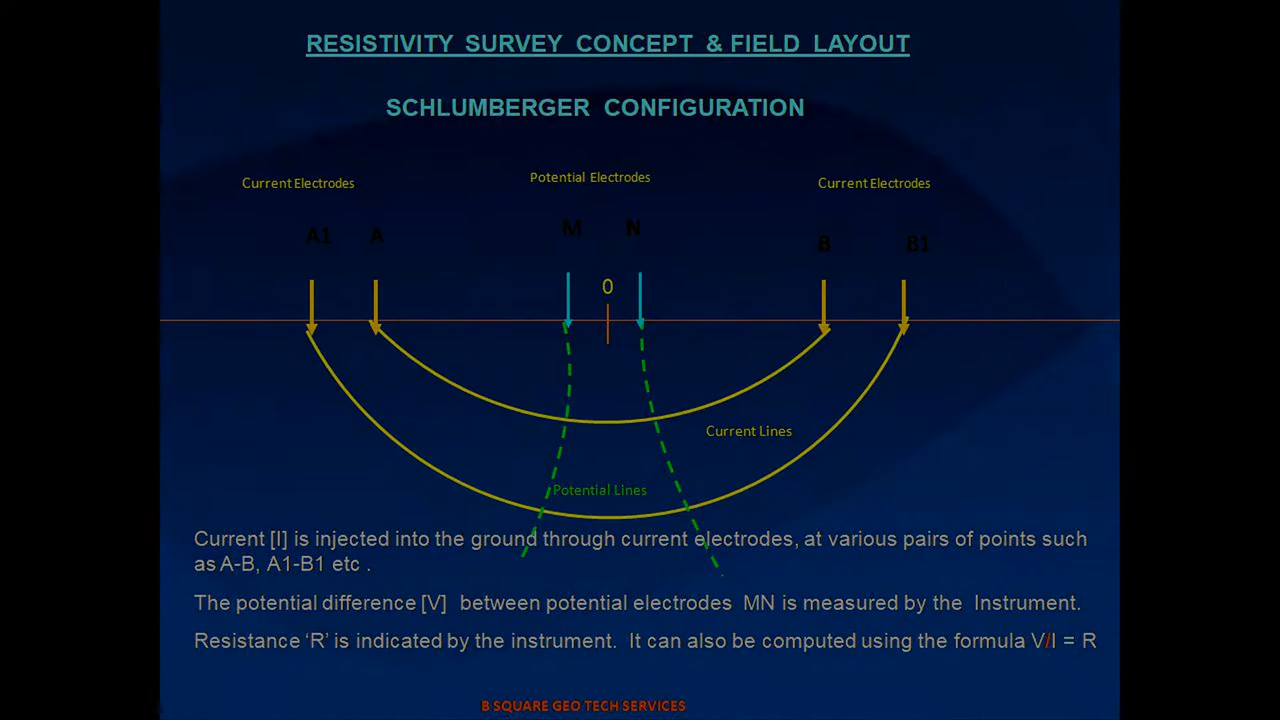 RESISTIVITY SURVEY CONCEPT & FIELD LAYOUT
SCHLUMBERGER CONFIGURATION
Current Electrodes
Potential Electrodes
Current Electrodes
A1
A
M
N
B
B1
0
Current Lines
Potential Lines
Current [I] is injected into the ground through current electrodes, at various pairs of points such
as A-B, A1-B1 etc .
The potential difference [V] between potential electrodes MN is measured by the Instrument.
Resistance ‘R’ is indicated by the instrument. It can also be computed using the formula V/I = R
B SQUARE GEO TECH SERVICES